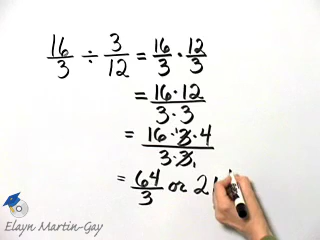 16/3 ÷ 3/12 = 16/3 · 12/3
= 16 · 12 / 3 · 3
= 16 · 3 · 4 / 3 · 3
= 64/3 or 21
Elayn Martin-Gay